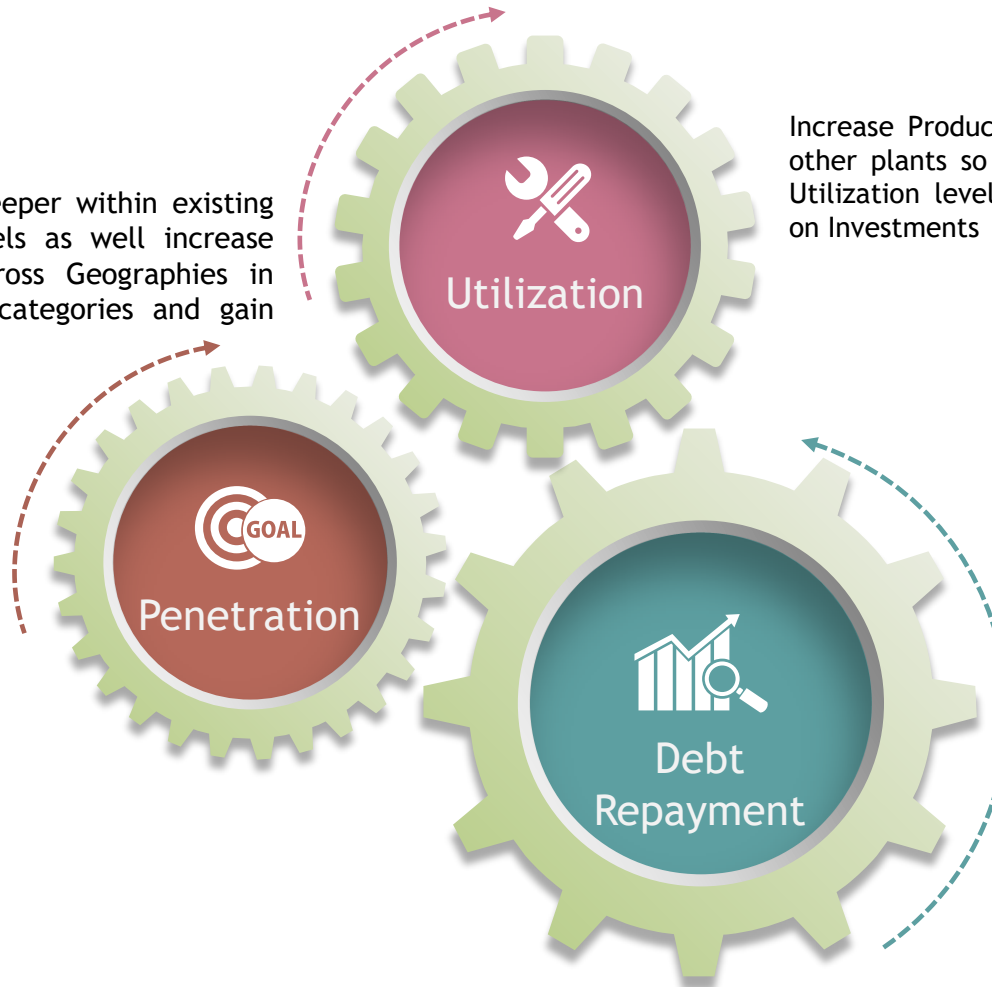 Increase Produc
other plants so
Utilization level
on Investments
eeper within existing
els as well increase
ross Geographies in
categories and gain
Utilization
GOAL
Penetration
Debt
Repayment